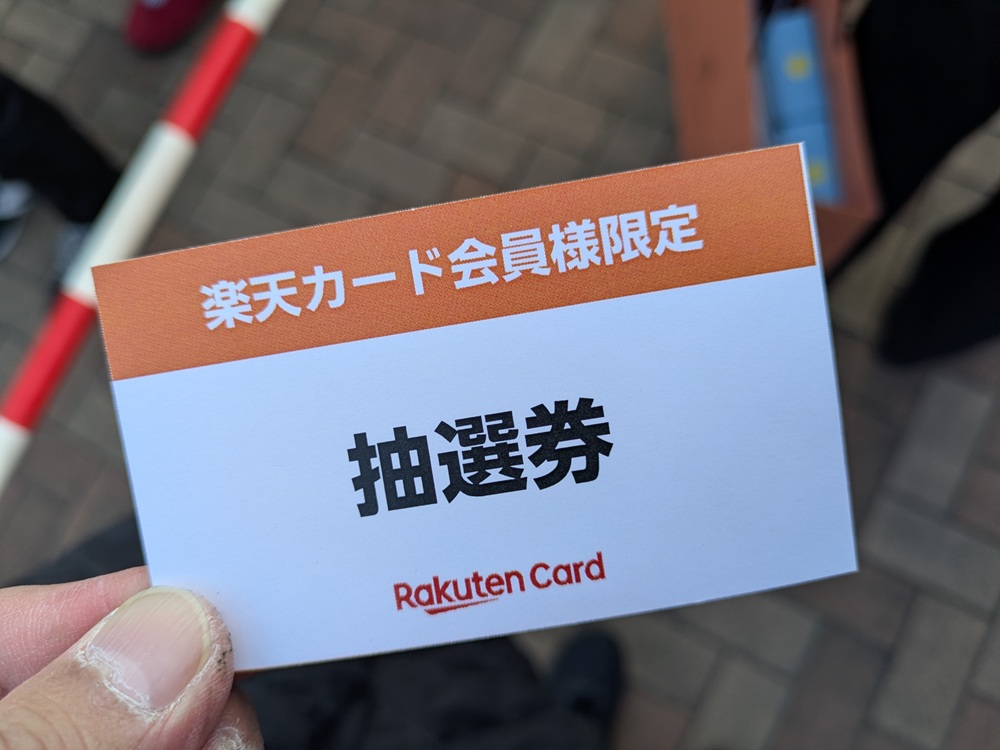 楽天カード会員様限定
抽選券
Rakuten Card